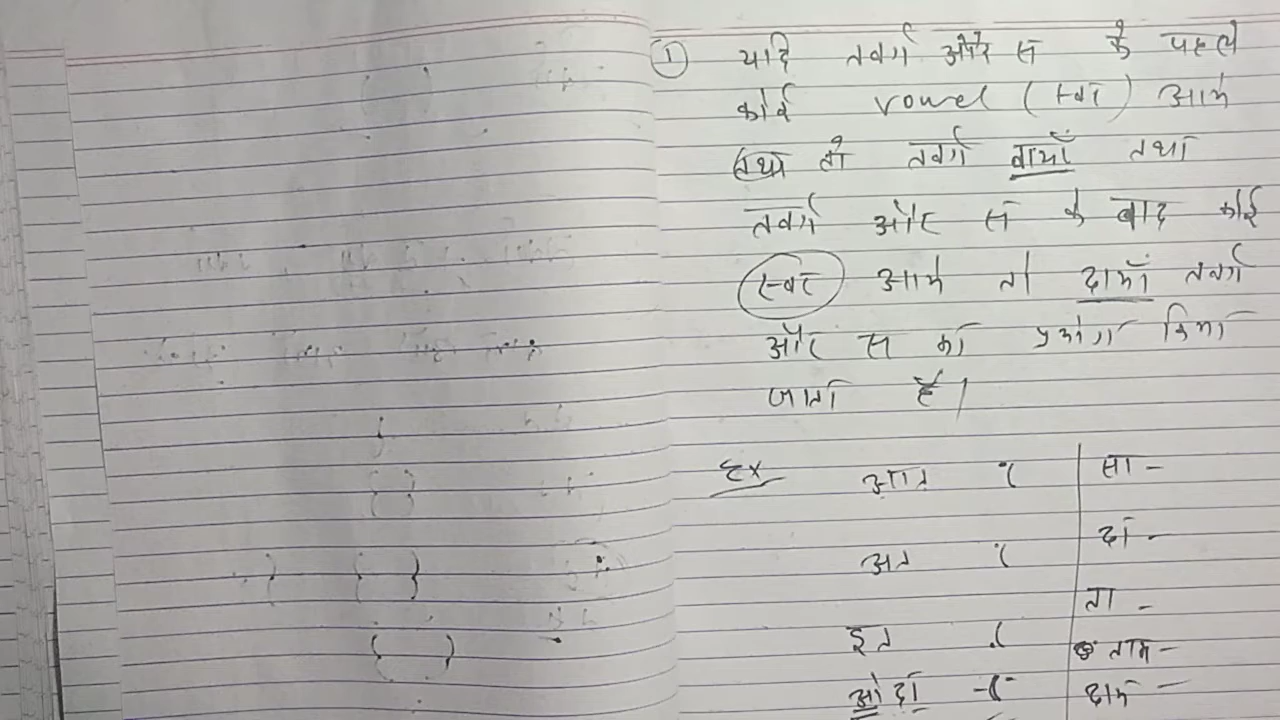 ① यदि तवर्ग और स के पहले
कोई vowel (स्वर) आये
तथा तो तवर्ग बायाँ तथा
तवर्ग और स के बाद कोई
स्वर आये तो दायाँ तवर्ग
और स का प्रयोग किया
जाता है।
Ex आत सा -
अत दा -
इत ता -
ओदा ताम -
दाम -